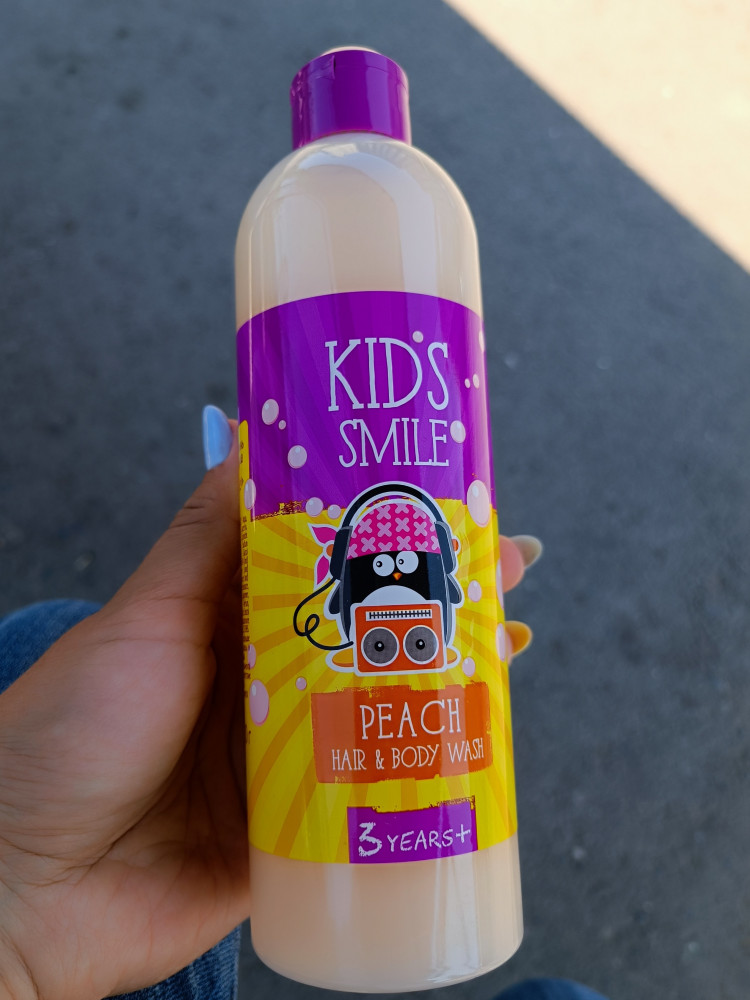 KIDS
SMILE
PEACH
HAIR & BODY WASH
3 YEARS+